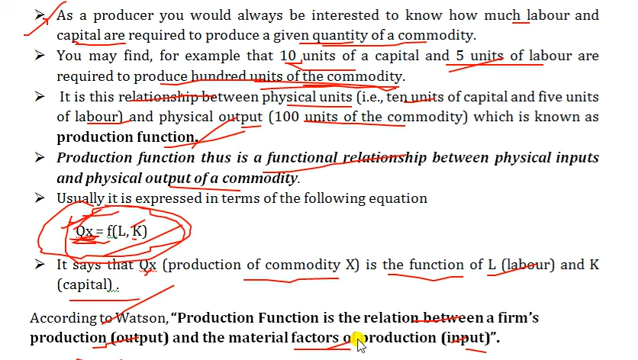 ➢ As a producer you would always be interested to know how much labour and
capital are required to produce a given quantity of a commodity.
➢ You may find, for example that 10 units of a capital and 5 units of labour are
required to produce hundred units of the commodity.
➢ It is this relationship between physical units (i.e., ten units of capital and five units
of labour) and physical output (100 units of the commodity) which is known as
production function.
➢ Production function thus is a functional relationship between physical inputs
and physical output of a commodity.
➢ Usually it is expressed in terms of the following equation
Qx = f(L, K)
➢ It says that Qx (production of commodity X) is the function of L (labour) and K
(capital) .
According to Watson, “Production Function is the relation between a firm's
production (output) and the material factors of production (input)”.